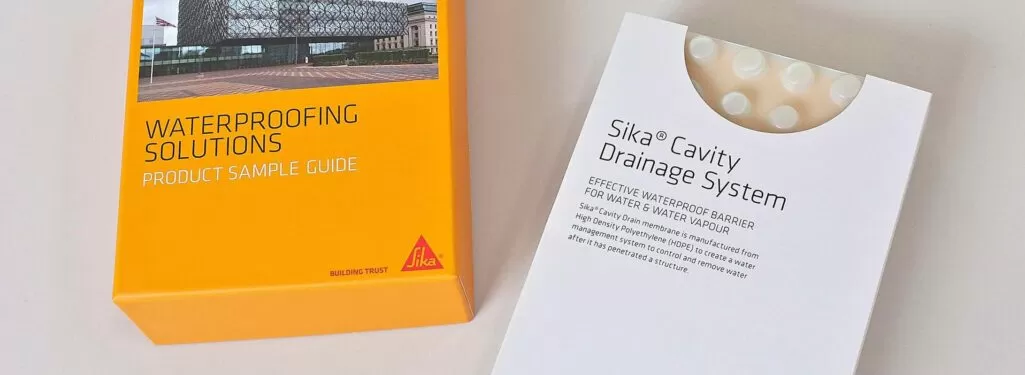 WATERPROOFING
SOLUTIONS
PRODUCT SAMPLE GUIDE
BUILDING TRUST
Sika®
Sika® Cavity
Drainage System
EFFECTIVE WATERPROOF BARRIER
FOR WATER & WATER VAPOUR
Sika® Cavity Drain membrane is manufactured from
High Density Polyethylene (HDPE) to create a water
management system to control and remove water
after it has penetrated a structure.